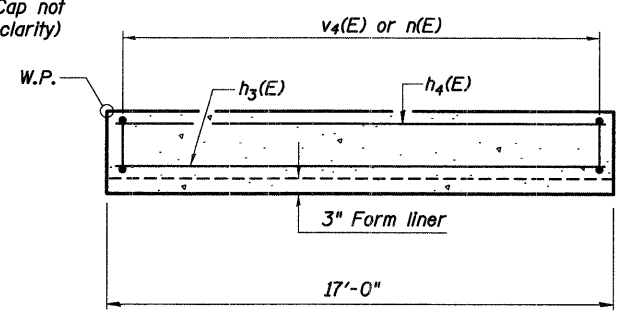 Cap not
clarity)
v4(E) or n(E)
W.P.
h3(E)
h4(E)
3" Form liner
17'-0"